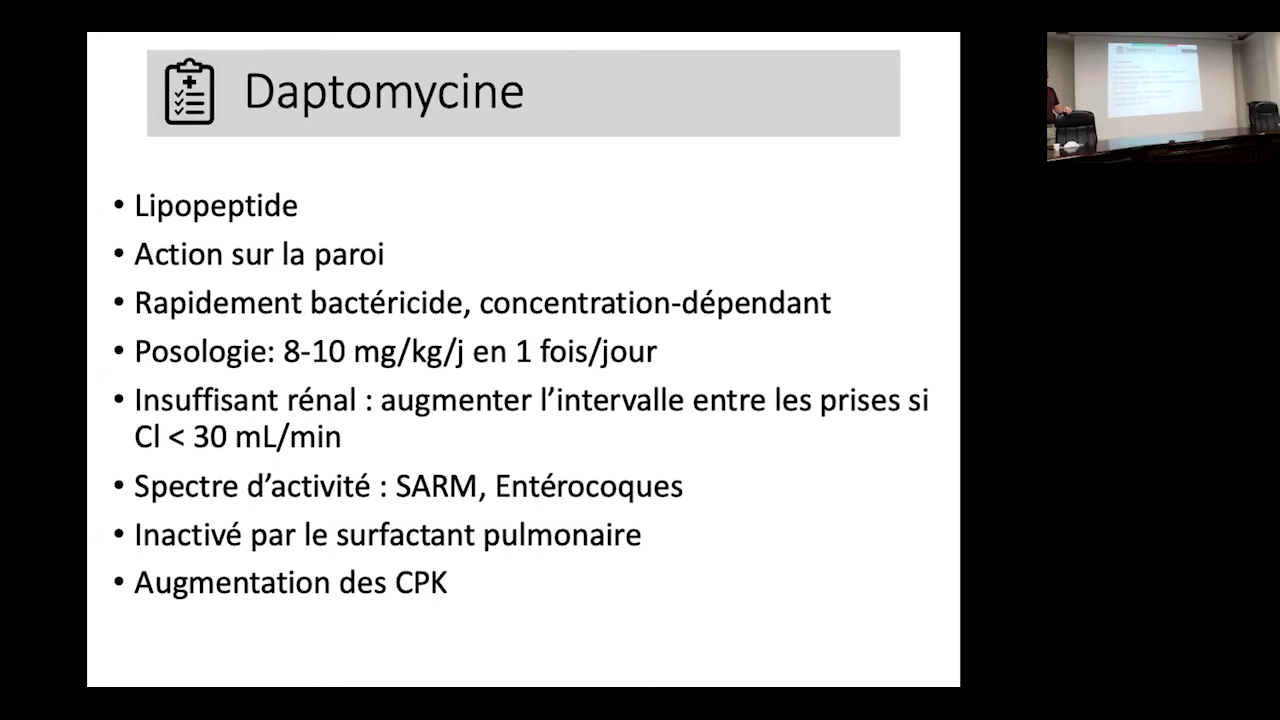 Daptomycine
• Lipopeptide
• Action sur la paroi
• Rapidement bactéricide, concentration-dépendant
• Posologie: 8-10 mg/kg/j en 1 fois/jour
• Insuffisant rénal : augmenter l’intervalle entre les prises si
Cl < 30 mL/min
• Spectre d’activité : SARM, Entérocoques
• Inactivé par le surfactant pulmonaire
• Augmentation des CPK